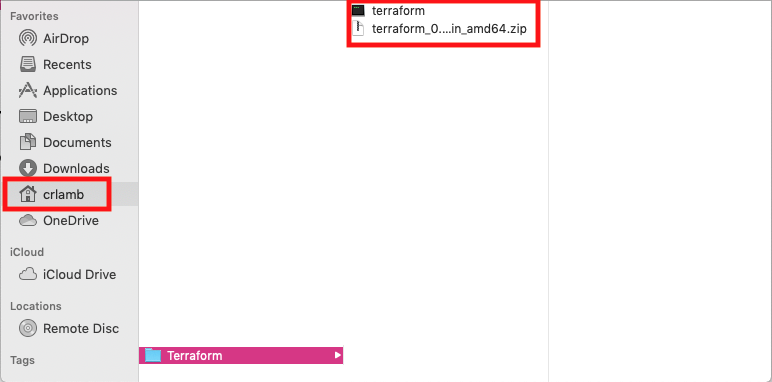 Favorites
AirDrop
Recents
Applications
Desktop
Documents
Downloads
crlamb
OneDrive
iCloud
iCloud Drive
Locations
Remote Disc
Tags
Terraform
terraform
terraform_0....in_amd64.zip